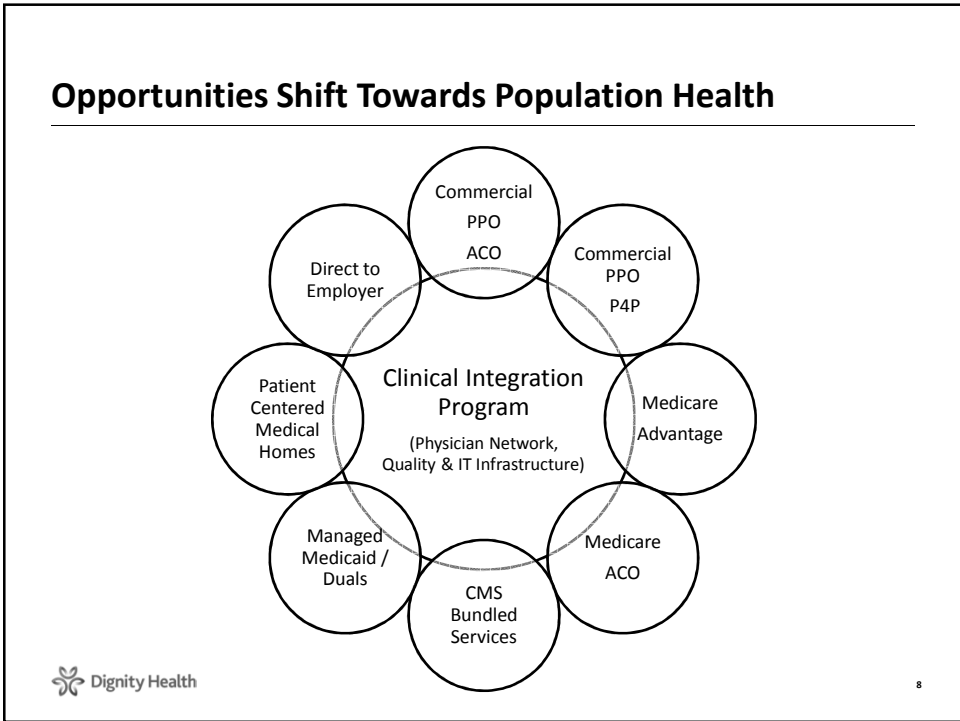 Opportunities Shift Towards Population Health
Commercial
PPO
ACO
Commercial
PPO
P4P
Medicare
Advantage
Medicare
ACO
CMS
Bundled
Services
Managed
Medicaid /
Duals
Patient
Centered
Medical
Homes
Direct to
Employer
Clinical Integration
Program
(Physician Network,
Quality & IT Infrastructure)
Dignity Health
8